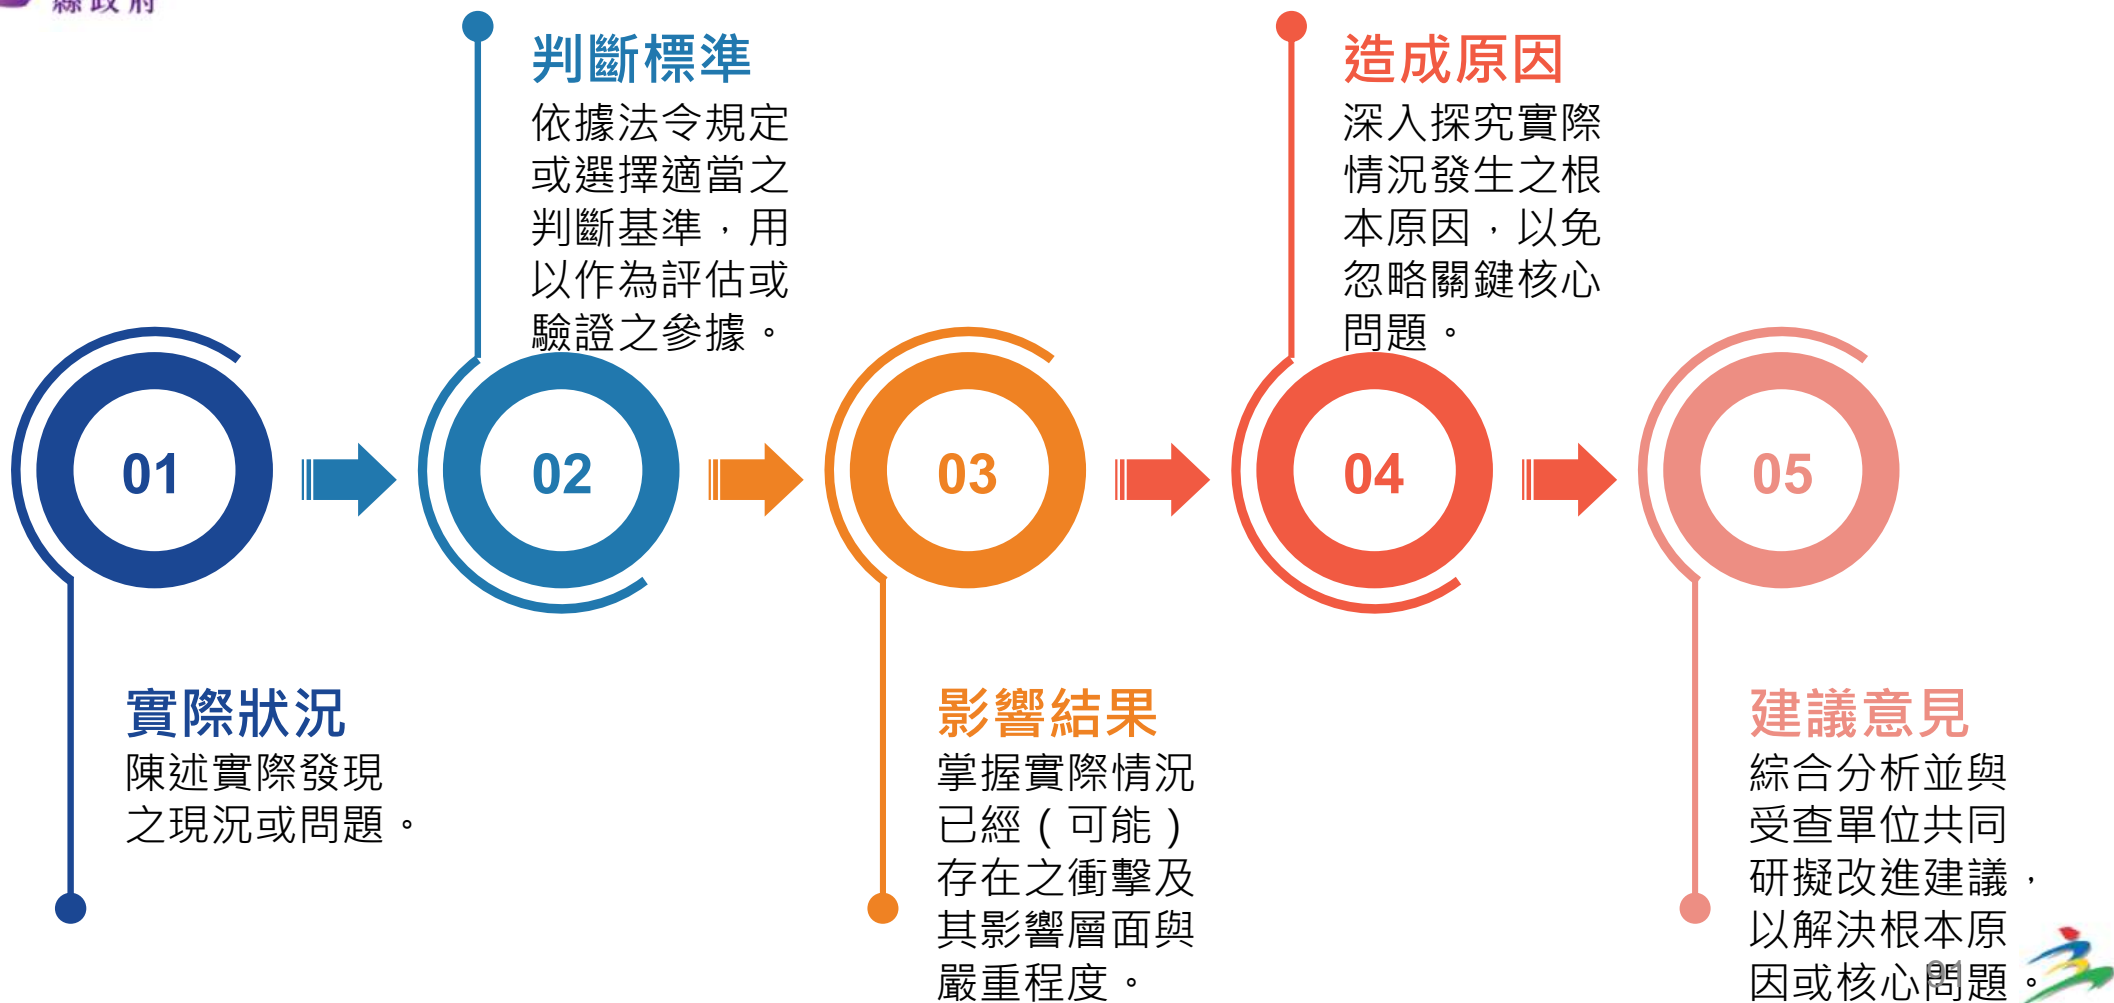 縣政府
判斷標準
依據法令規定
或選擇適當之
判斷基準，用
以作為評估或
驗證之參據。
造成原因
深入探究實際
情況發生之根
本原因，以免
忽略關鍵核心
問題。
01
02
03
04
05
實際狀況
陳述實際發現
之現況或問題。
影響結果
掌握實際情況
已經（可能）
存在之衝擊及
其影響層面與
嚴重程度。
建議意見
綜合分析並與
受查單位共同
研擬改進建議，
以解決根本原
因或核心問題。
91